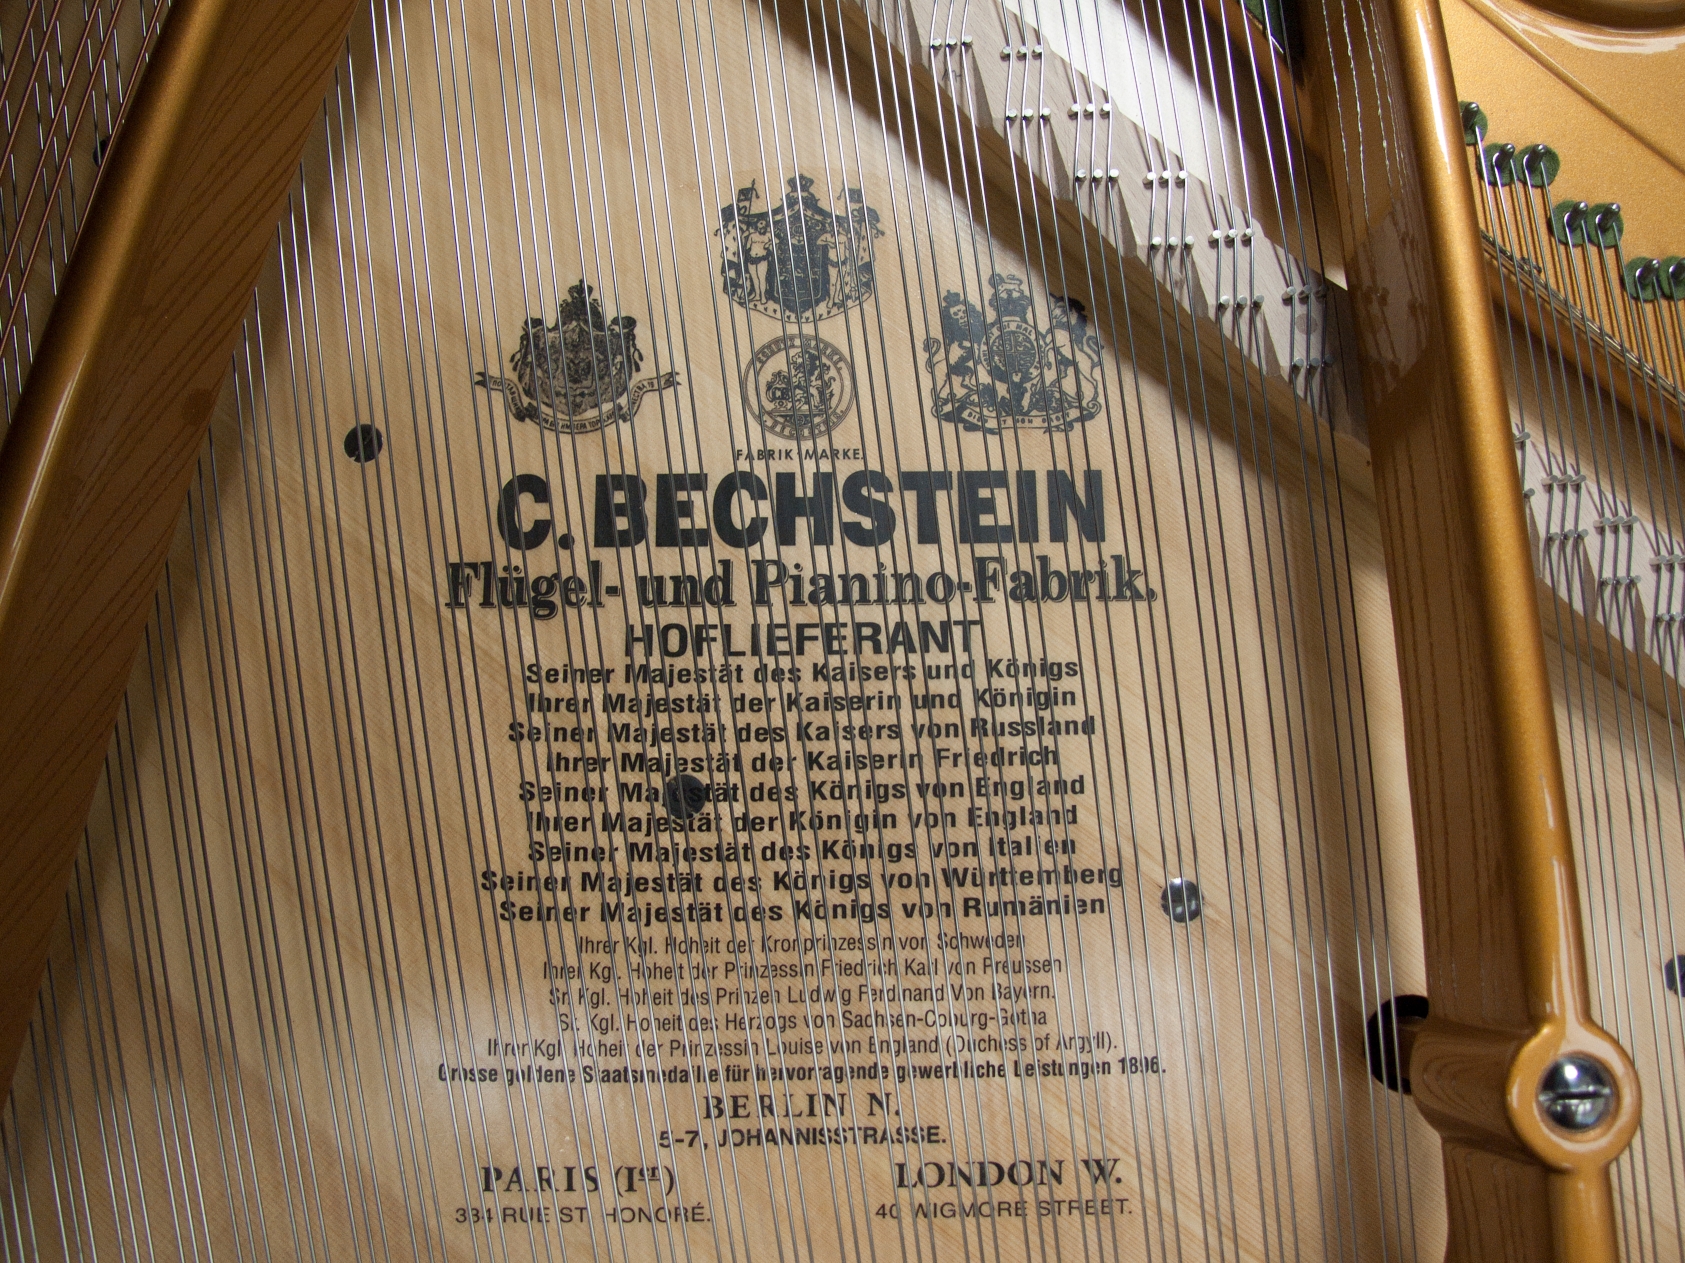 FABRIK-MARKE.
C. BECHSTEIN
Flügel- und Pianino-Fabrik.
HOFLIEFERANT
Seiner Majestät des Kaisers und Königs
Ihrer Majestät der Kaiserin und Königin
Seiner Majestät des Kaisers von Russland
Ihrer Majestät der Kaiserin Friedrich
Seiner Majestät des Königs von England
Ihrer Majestät der Königin von England
Seiner Majestät des Königs von Italien
Seiner Majestät des Königs von Württemberg
Seiner Majestät des Königs von Rumänien
Ihrer Kgl. Hoheit der Kronprinzessin von Schweden
Ihrer Kgl. Hoheit der Prinzessin Friedrich Karl von Preussen
Sr. Kgl. Hoheit des Prinzen Ludwig Ferdinand Von Bayern.
Sr. Kgl. Hoheit des Herzogs von Sachsen-Coburg-Gotha
Ihrer Kgl. Hoheit der Prinzessin Louise von England (Duchess of Argyll).
Grosse goldene Staatsmedaille für hervorragende gewerbliche Leistungen 1896.
BERLIN N.
5-7, JOHANNISSTRASSE.
PARIS (Ier)
334 RUE ST. HONORÉ.
LONDON W.
40 WIGMORE STREET.